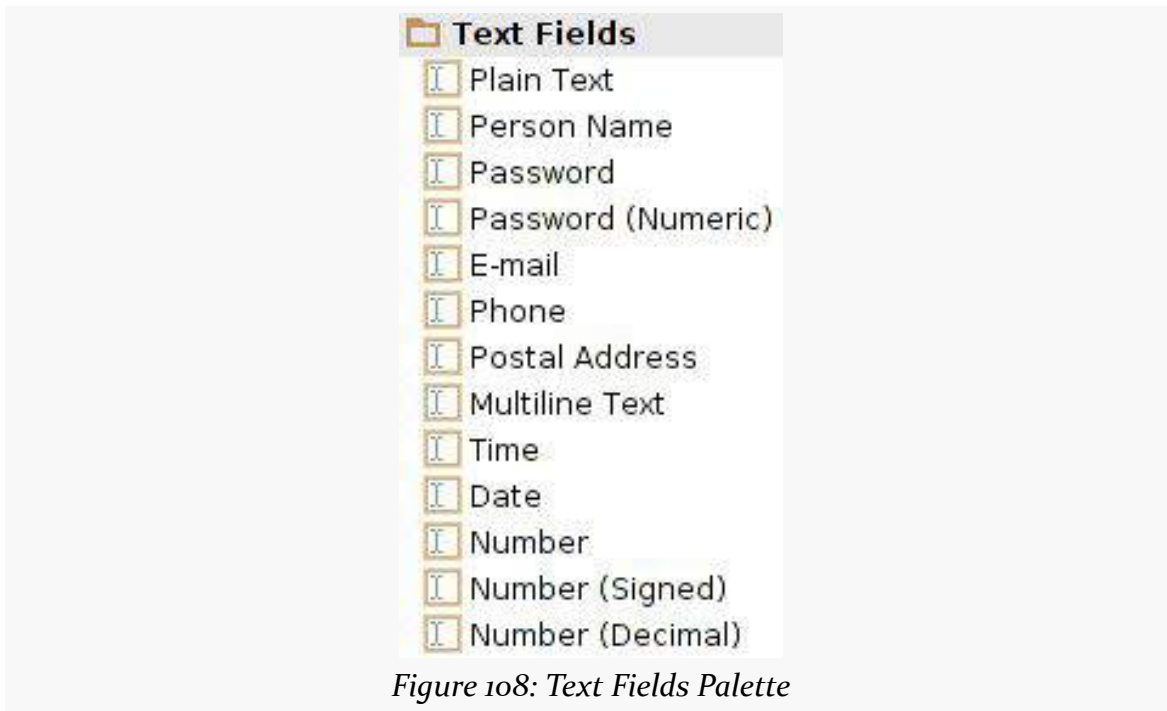 Text Fields
Plain Text
Person Name
Password
Password (Numeric)
E-mail
Phone
Postal Address
Multiline Text
Time
Date
Number
Number (Signed)
Number (Decimal)
Figure 108: Text Fields Palette